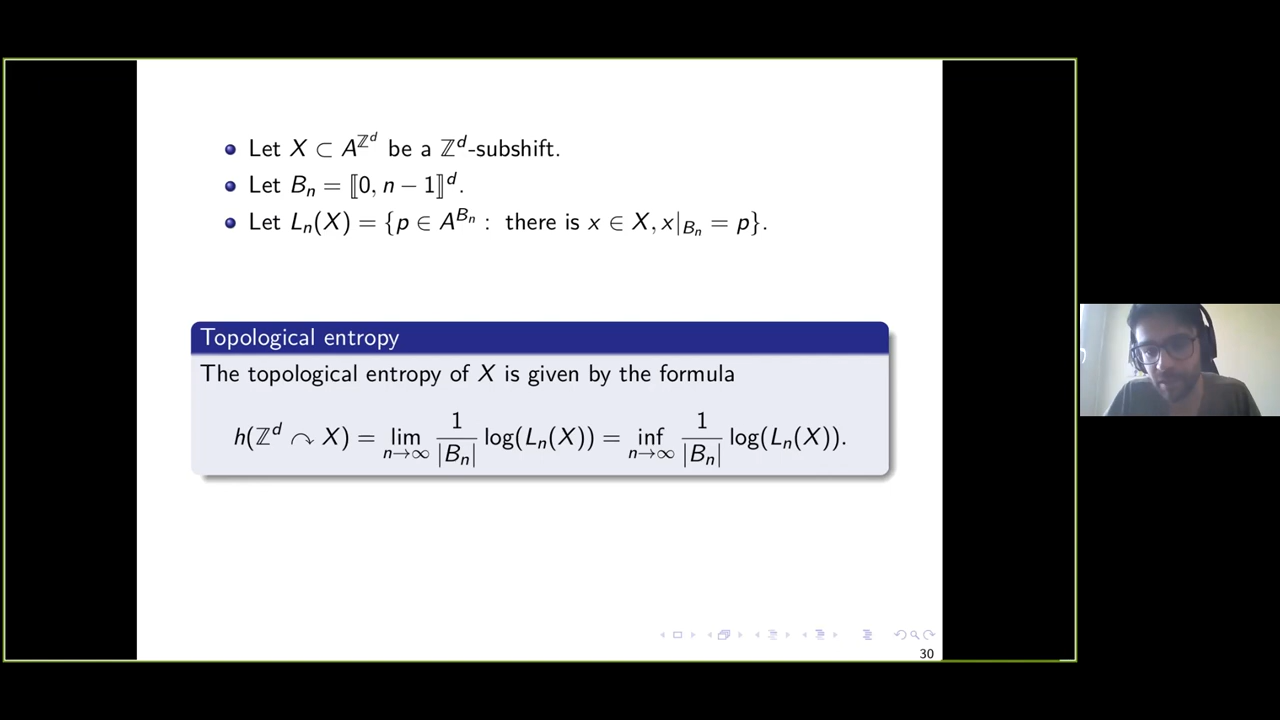 Let X ⊂ A^{ℤ^d} be a ℤ^d-subshift.
Let B_n = ⟦0, n − 1⟧^d.
Let L_n(X) = {p ∈ A^{B_n} : there is x ∈ X, x|_{B_n} = p}.
Topological entropy
The topological entropy of X is given by the formula
h(ℤ^d ↷ X) = lim_{n→∞} 1/|B_n| log(L_n(X)) = inf_{n→∞} 1/|B_n| log(L_n(X)).
30